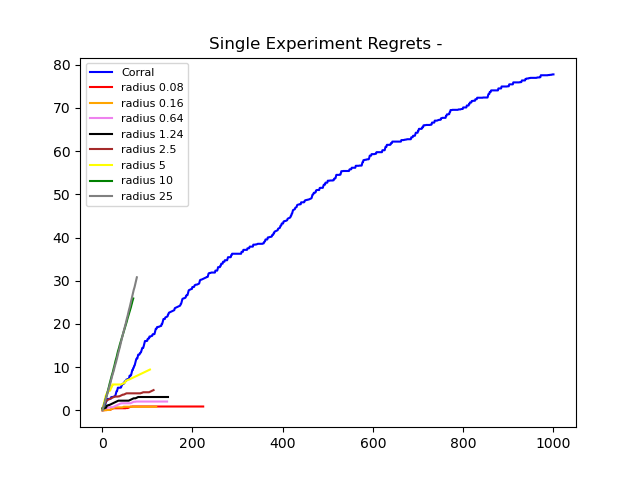 Single Experiment Regrets -
80
70
60
50
40
30
20
10
0
Corral
radius 0.08
radius 0.16
radius 0.64
radius 1.24
radius 2.5
radius 5
radius 10
radius 25
0 200 400 600 800 1000